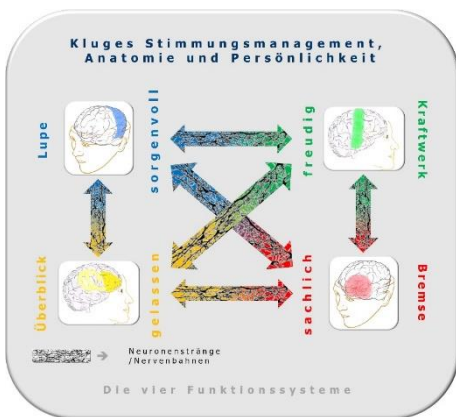 Kluges Stimmungsmanagement,
Anatomie und Persönlichkeit
Lupe
sorgenvoll
freudig
Kraftwerk
Überblick
gelassen
sachlich
Bremse
Neuronenstränge
/Nervenbahnen
Die vier Funktionssysteme